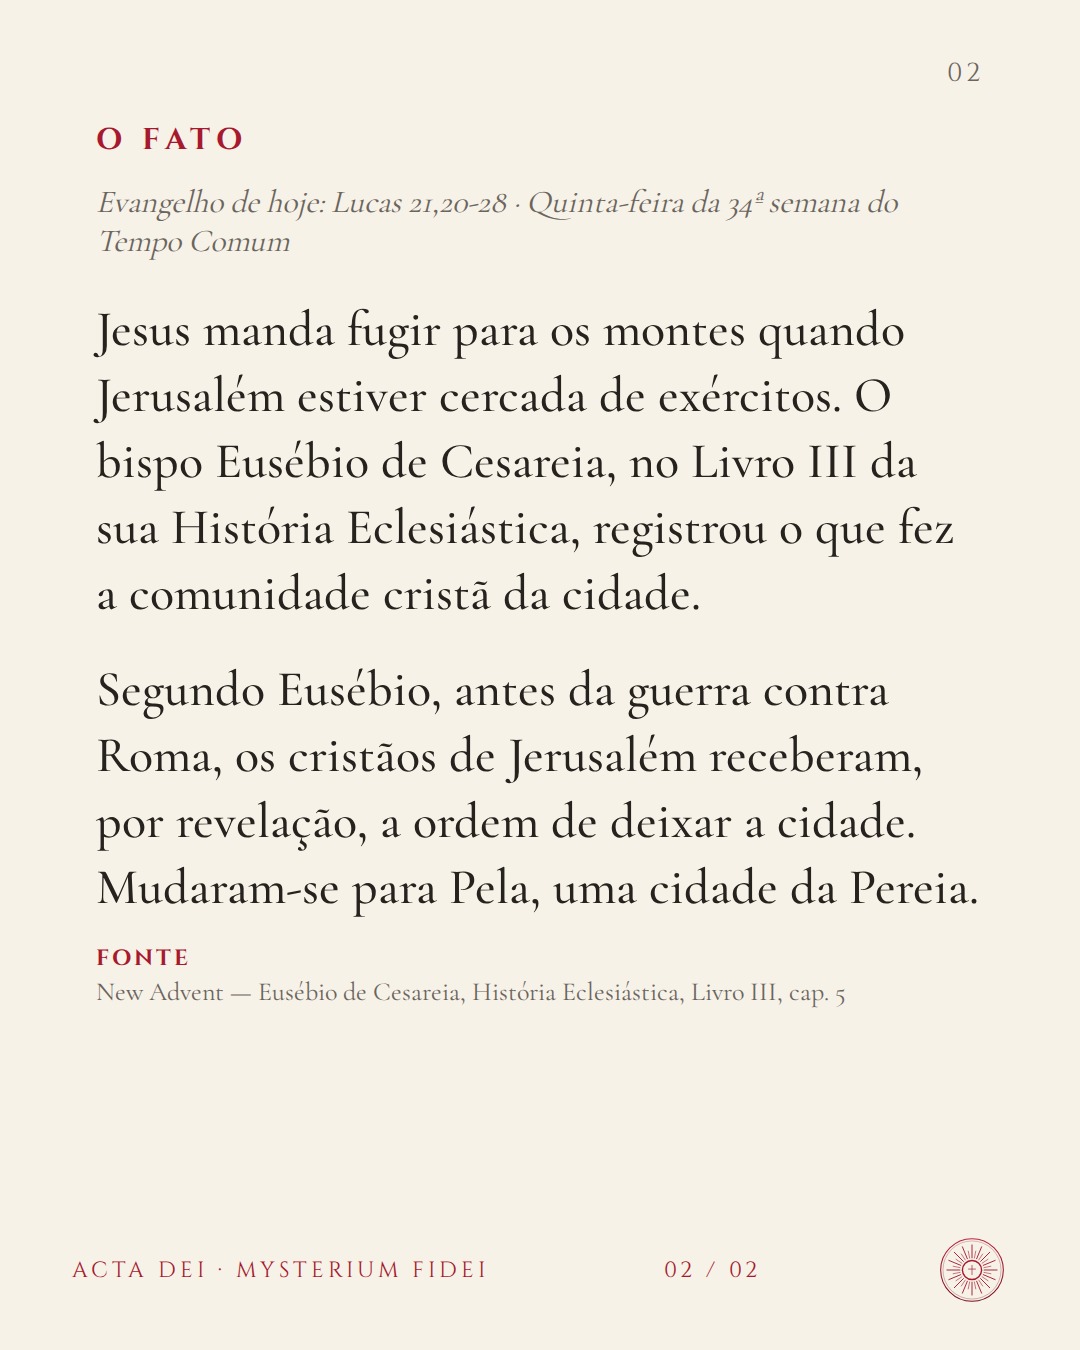 02
O FATO
Evangelho de hoje: Lucas 21,20-28 · Quinta-feira da 34ª semana do
Tempo Comum
Jesus manda fugir para os montes quando
Jerusalém estiver cercada de exércitos. O
bispo Eusébio de Cesareia, no Livro III da
sua História Eclesiástica, registrou o que fez
a comunidade cristã da cidade.
Segundo Eusébio, antes da guerra contra
Roma, os cristãos de Jerusalém receberam,
por revelação, a ordem de deixar a cidade.
Mudaram-se para Pela, uma cidade da Pereia.
FONTE
New Advent — Eusébio de Cesareia, História Eclesiástica, Livro III, cap. 5
ACTA DEI · MYSTERIUM FIDEI
02 / 02